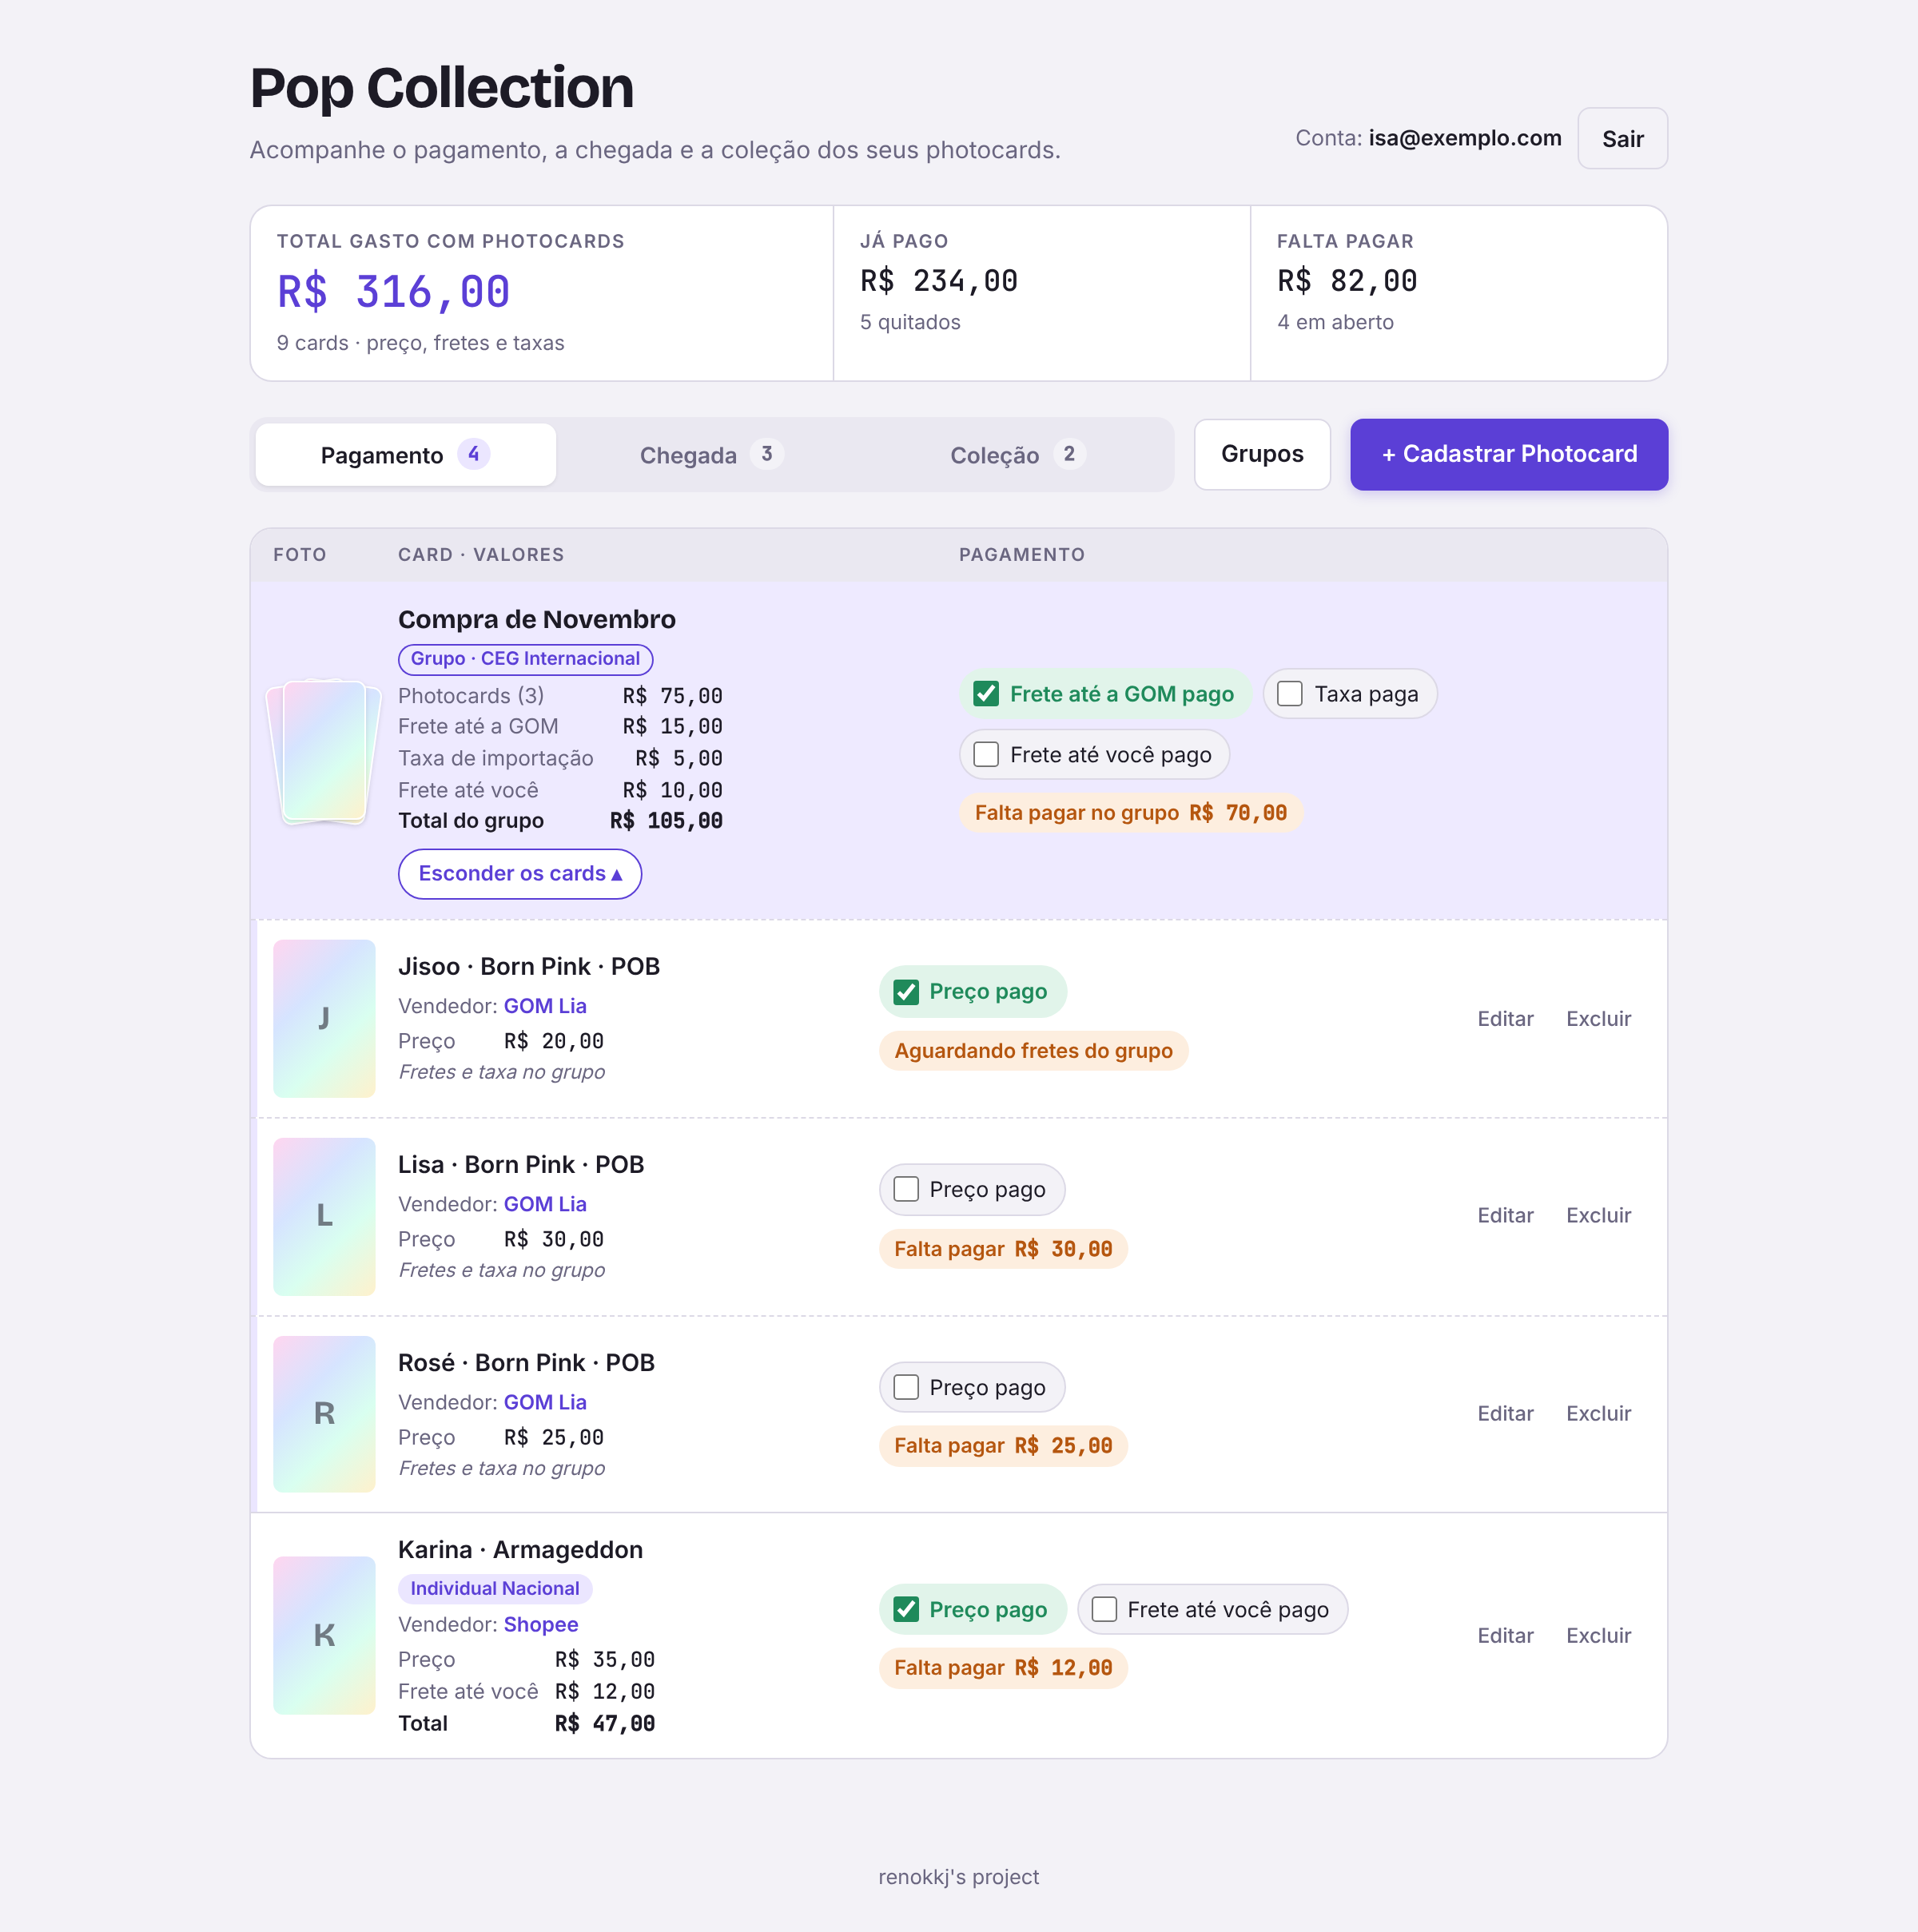 Pop Collection
Acompanhe o pagamento, a chegada e a coleção dos seus photocards.
Conta: isa@exemplo.com
Sair
TOTAL GASTO COM PHOTOCARDS
R$ 316,00
9 cards · preço, fretes e taxas
JÁ PAGO
R$ 234,00
5 quitados
FALTA PAGAR
R$ 82,00
4 em aberto
Pagamento 4
Chegada 3
Coleção 2
Grupos
+ Cadastrar Photocard
FOTO
CARD · VALORES
PAGAMENTO
Compra de Novembro
Grupo · CEG Internacional
Photocards (3) R$ 75,00
Frete até a GOM R$ 15,00
Taxa de importação R$ 5,00
Frete até você R$ 10,00
Total do grupo R$ 105,00
Esconder os cards ▴
Frete até a GOM pago
Taxa paga
Frete até você pago
Falta pagar no grupo R$ 70,00
J
Jisoo · Born Pink · POB
Vendedor: GOM Lia
Preço R$ 20,00
Fretes e taxa no grupo
Preço pago
Aguardando fretes do grupo
Editar
Excluir
L
Lisa · Born Pink · POB
Vendedor: GOM Lia
Preço R$ 30,00
Fretes e taxa no grupo
Preço pago
Falta pagar R$ 30,00
Editar
Excluir
R
Rosé · Born Pink · POB
Vendedor: GOM Lia
Preço R$ 25,00
Fretes e taxa no grupo
Preço pago
Falta pagar R$ 25,00
Editar
Excluir
K
Karina · Armageddon
Individual Nacional
Vendedor: Shopee
Preço R$ 35,00
Frete até você R$ 12,00
Total R$ 47,00
Preço pago
Frete até você pago
Falta pagar R$ 12,00
Editar
Excluir
renokkj's project